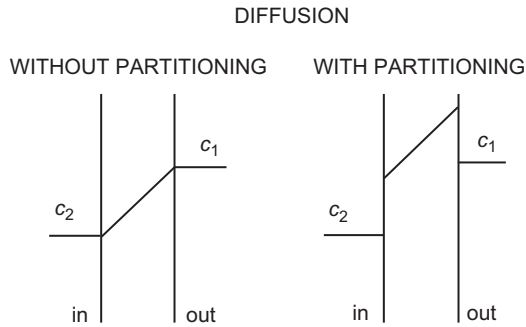 DIFFUSION
WITHOUT PARTITIONING
WITH PARTITIONING
c1
c2
in
out
c1
c2
in
out